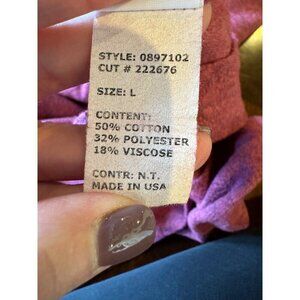 STYLE: 0897102
CUT # 222676
SIZE: L
CONTENT:
50% COTTON
32% POLYESTER
18% VISCOSE
CONTR: N.T.
MADE IN USA